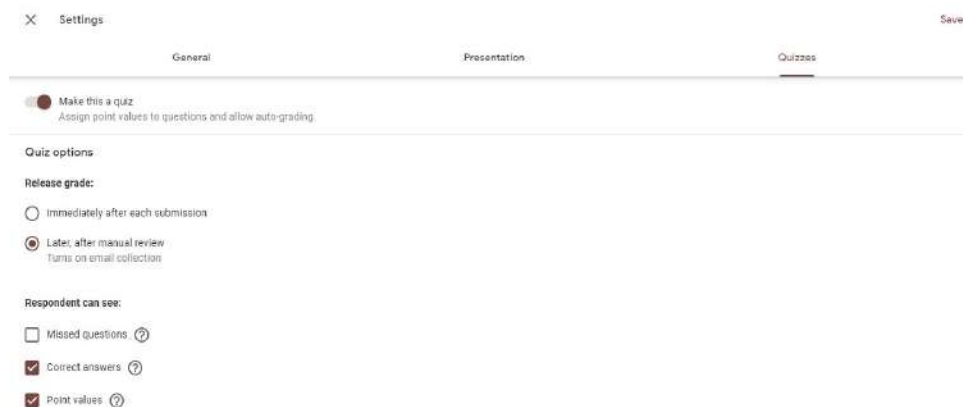 Settings
Save
General
Presentation
Quizzes
Make this a quiz
Assign point values to questions and allow auto-grading.
Quiz options
Release grade:
Immediately after each submission
Later, after manual review
Turns on email collection
Respondent can see:
Missed questions
Correct answers
Point values